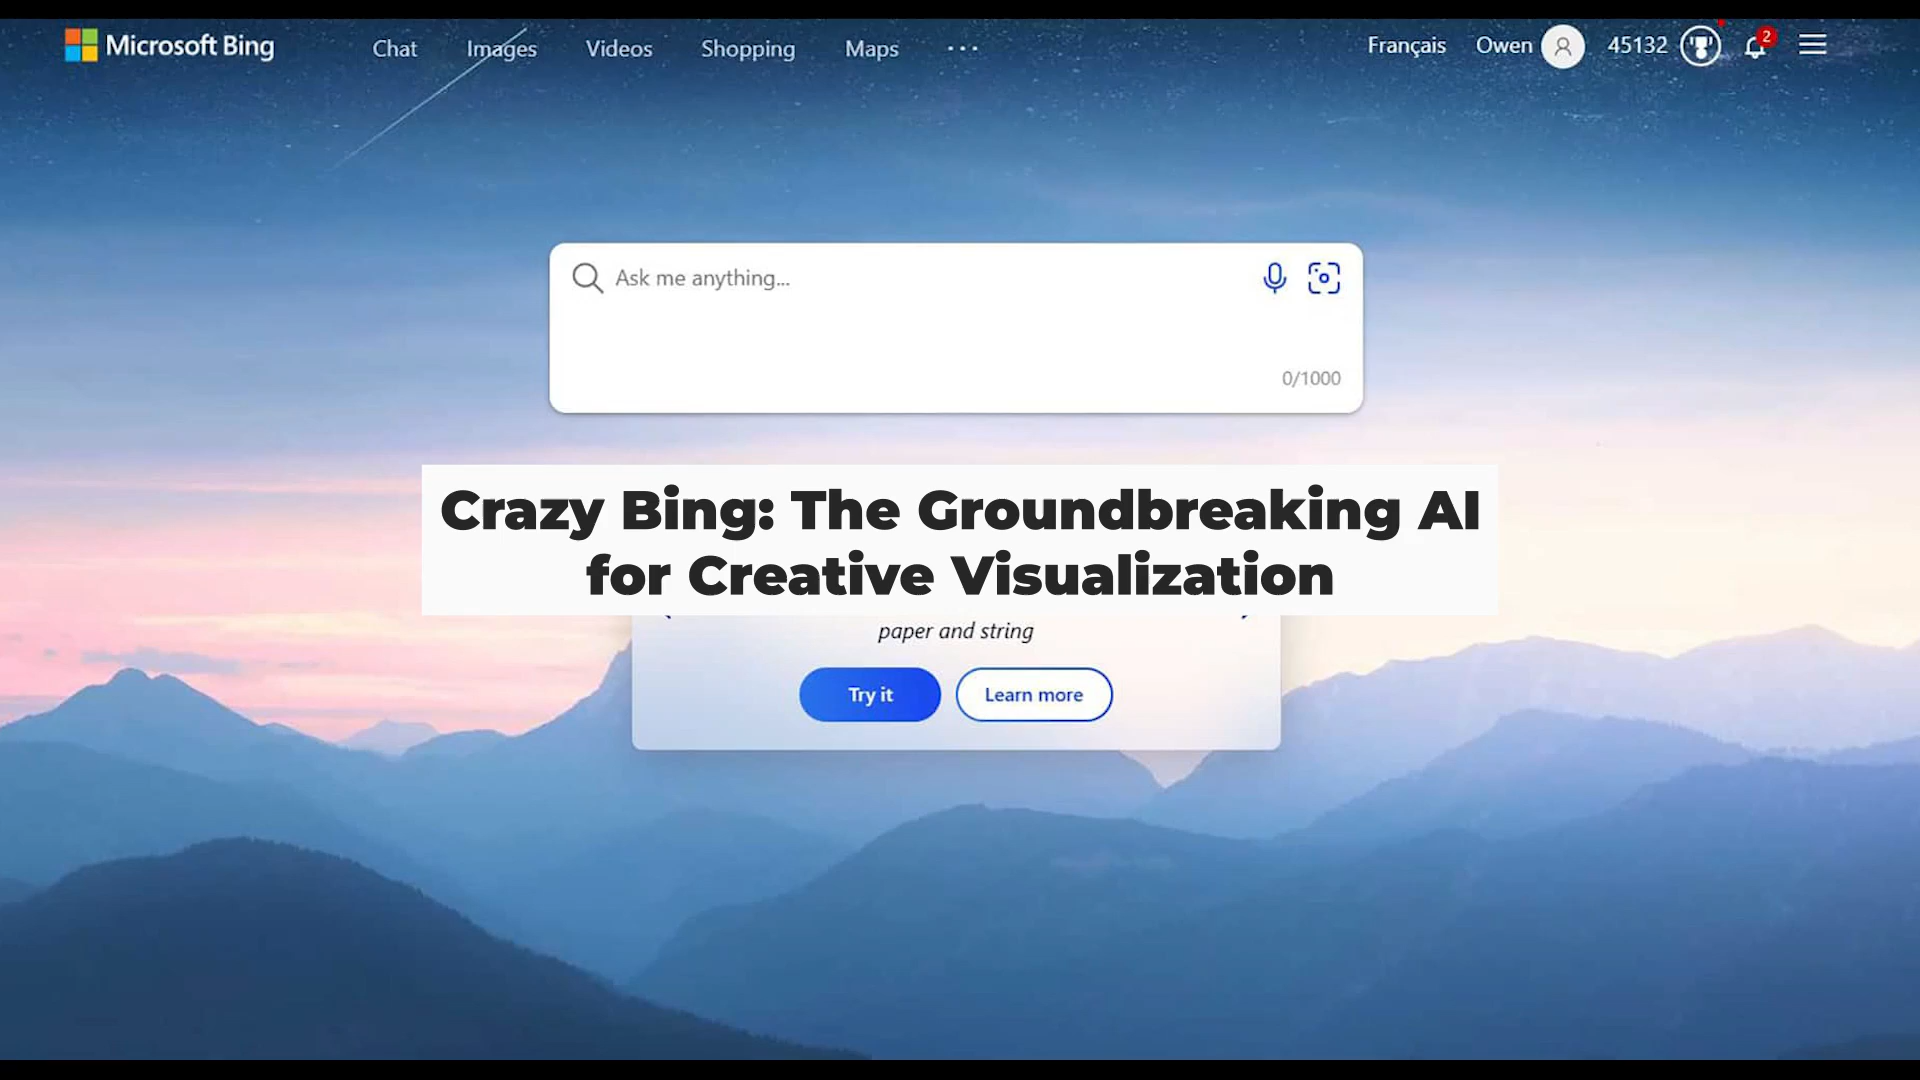 Microsoft Bing
Chat Images Videos Shopping Maps ...
Français Owen 45132 2
Ask me anything...
0/1000
Crazy Bing: The Groundbreaking AI
for Creative Visualization
paper and string
Try it Learn more